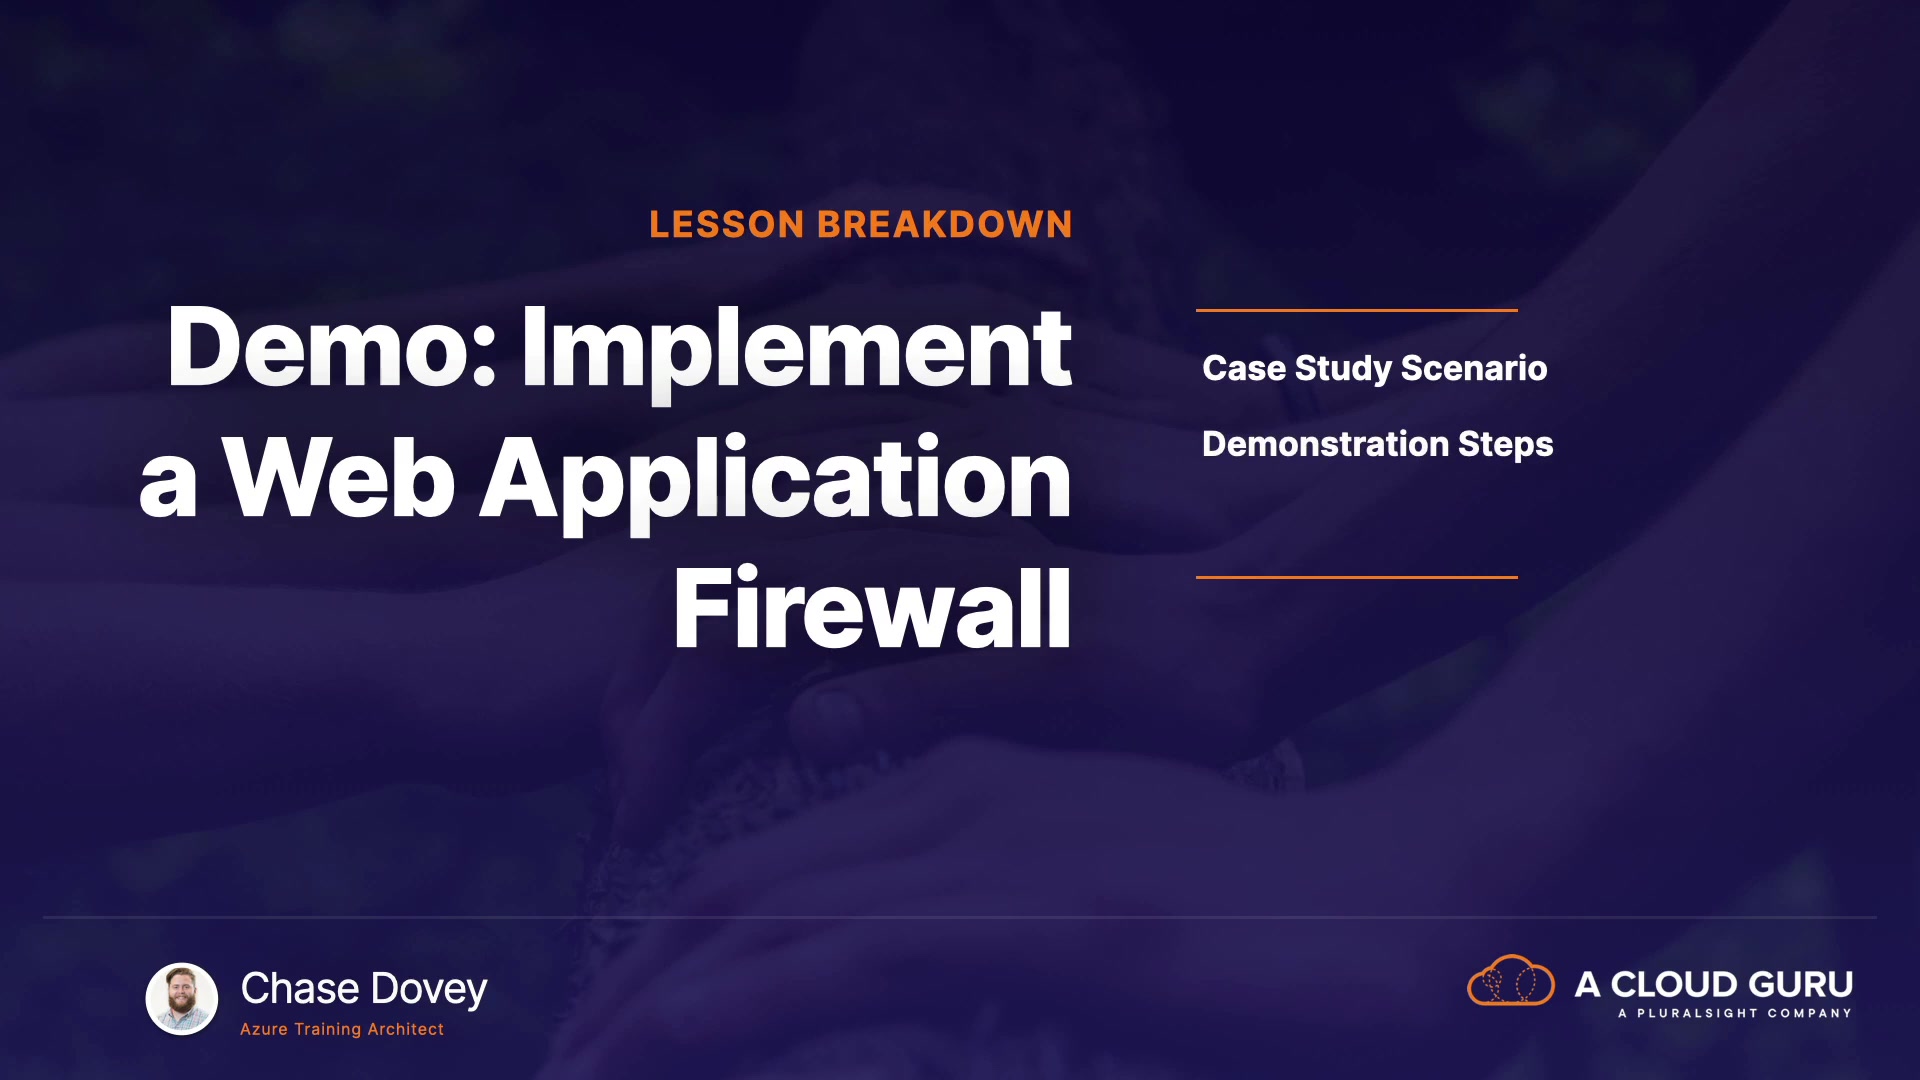 LESSON BREAKDOWN
Demo: Implement
a Web Application
Firewall
Case Study Scenario
Demonstration Steps
Chase Dovey
Azure Training Architect
A CLOUD GURU
A PLURALSIGHT COMPANY